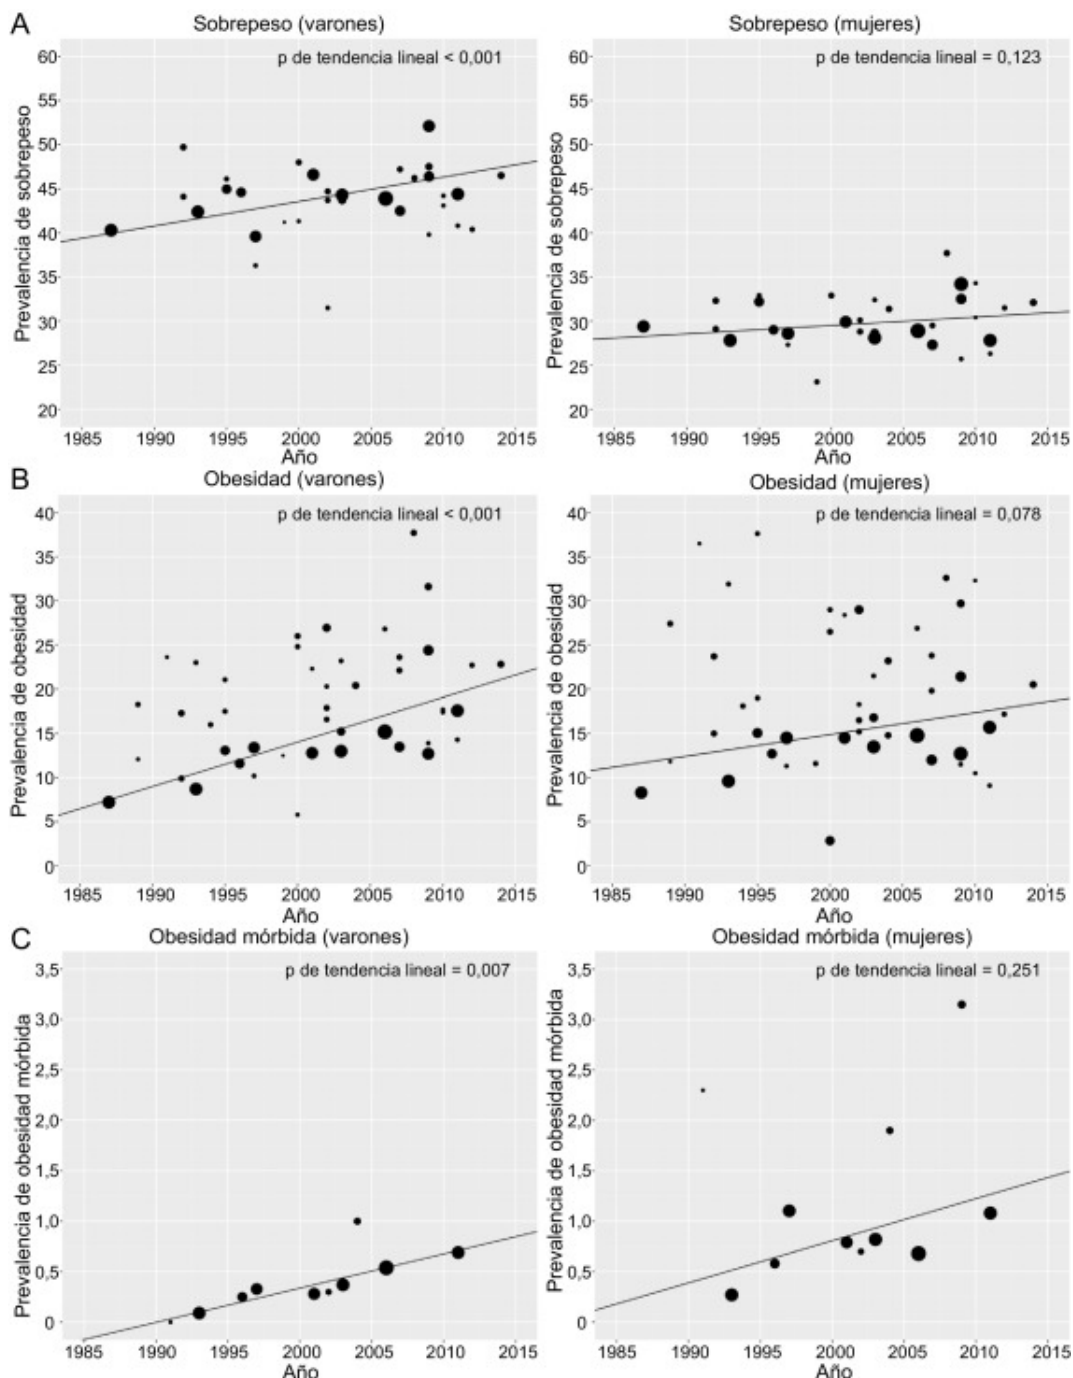 A
Sobrepeso (varones)
p de tendencia lineal < 0,001
Prevalencia de sobrepeso
60
55
50
45
40
35
30
25
20
1985 1990 1995 2000 2005 2010 2015
Año
Sobrepeso (mujeres)
p de tendencia lineal = 0,123
Prevalencia de sobrepeso
60
55
50
45
40
35
30
25
20
1985 1990 1995 2000 2005 2010 2015
Año
B
Obesidad (varones)
p de tendencia lineal < 0,001
Prevalencia de obesidad
40
35
30
25
20
15
10
5
0
1985 1990 1995 2000 2005 2010 2015
Año
Obesidad (mujeres)
p de tendencia lineal = 0,078
Prevalencia de obesidad
40
35
30
25
20
15
10
5
0
1985 1990 1995 2000 2005 2010 2015
Año
C
Obesidad mórbida (varones)
p de tendencia lineal = 0,007
Prevalencia de obesidad mórbida
3,5
3,0
2,5
2,0
1,5
1,0
0,5
0
1985 1990 1995 2000 2005 2010 2015
Año
Obesidad mórbida (mujeres)
p de tendencia lineal = 0,251
Prevalencia de obesidad mórbida
3,5
3,0
2,5
2,0
1,5
1,0
0,5
0
1985 1990 1995 2000 2005 2010 2015
Año